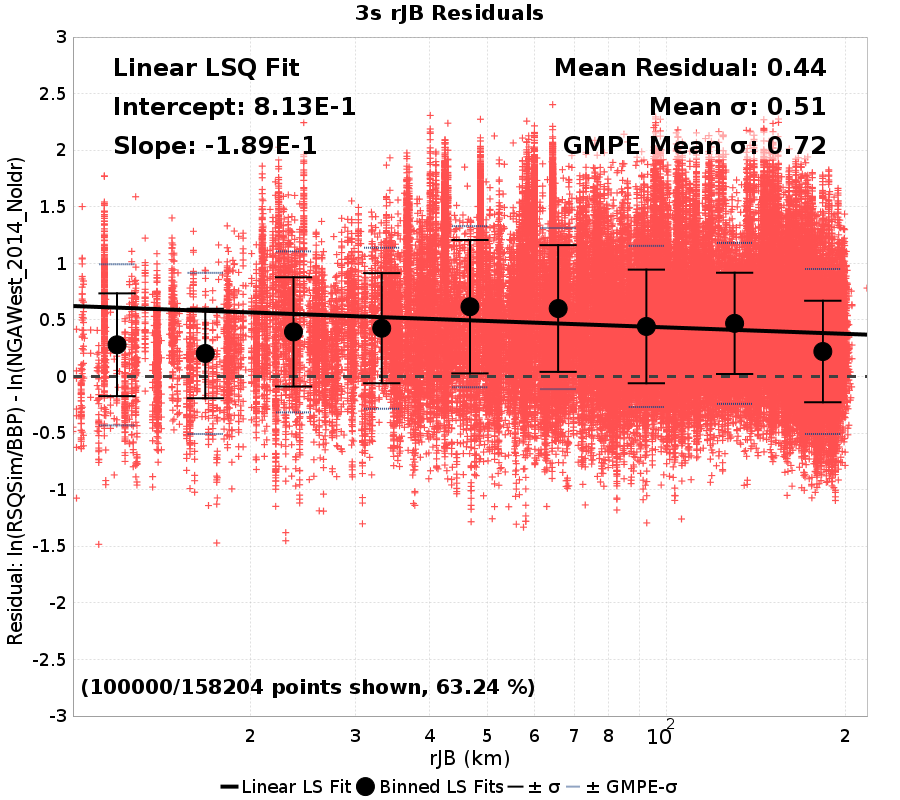 3s rJB Residuals
Linear LSQ Fit
Intercept: 8.13E-1
Slope: -1.89E-1
Mean Residual: 0.44
Mean σ: 0.51
GMPE Mean σ: 0.72
Residual: ln(RSQSim/BBP) - ln(NGAWest_2014_NoIdr)
3
2.5
2
1.5
1
0.5
0
-0.5
-1
-1.5
-2
-2.5
-3
(100000/158204 points shown, 63.24 %)
2 3 4 5 6 7 8 10² 2
rJB (km)
Linear LS Fit Binned LS Fits ± σ ± GMPE-σ